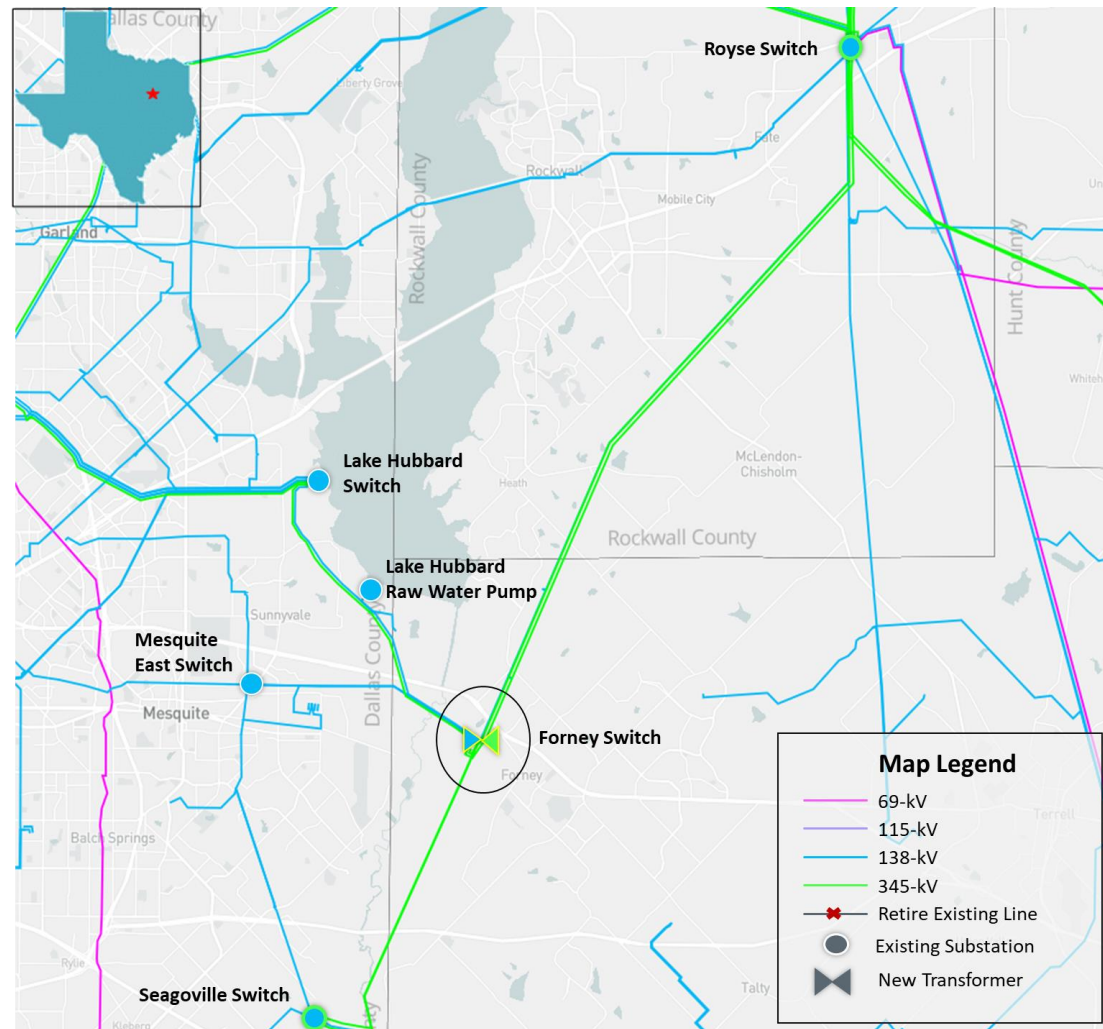 Dallas County
Royse Switch
Liberty Grove
Fate
Rockwall
Rockwall County
Mobile City
Garland
Hunt County
Lake Hubbard
Switch
McLendon-
Chisholm
Heath
Rockwall County
Lake Hubbard
Raw Water Pump
Sunnyvale
Mesquite
East Switch
Dallas County
Mesquite
Forney Switch
Forney
Map Legend
69-kV
115-kV
138-kV
345-kV
Retire Existing Line
Existing Substation
New Transformer
Terrell
Balch Springs
Rylie
Seagoville Switch
Talty
Kleberg